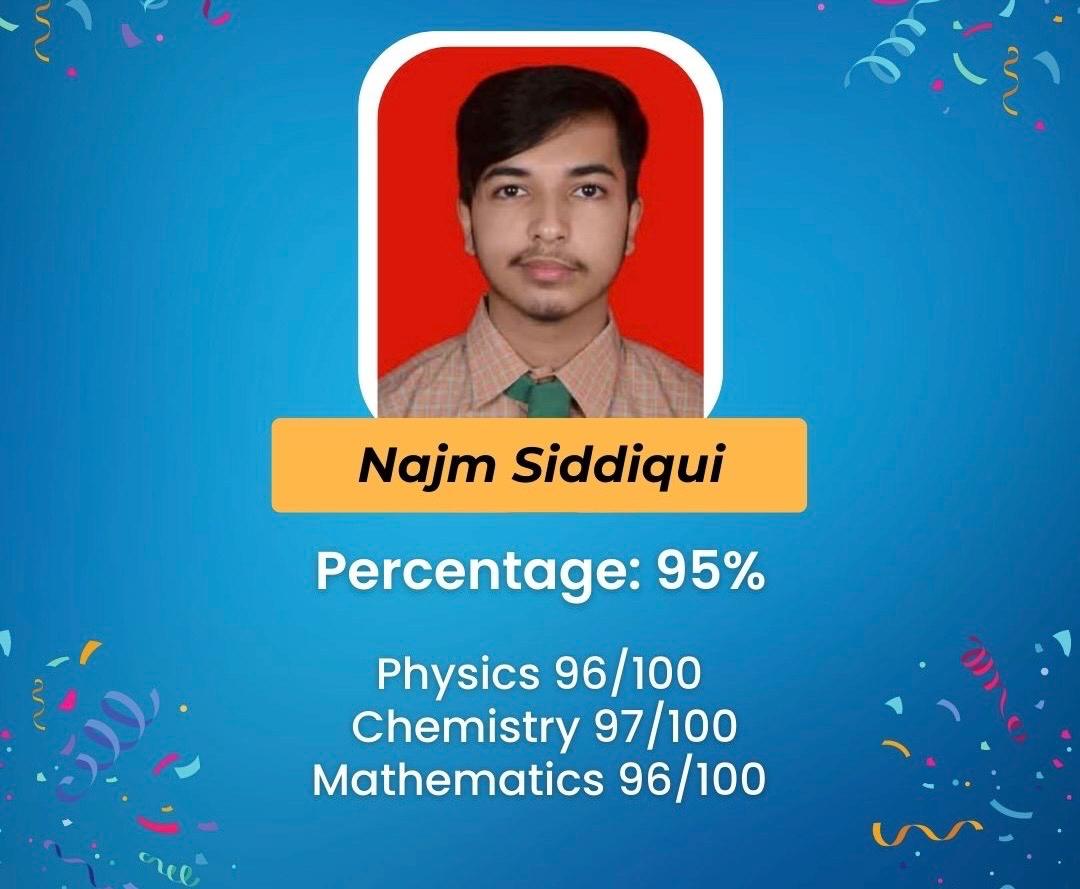 Najm Siddiqui
Percentage: 95%
Physics 96/100
Chemistry 97/100
Mathematics 96/100